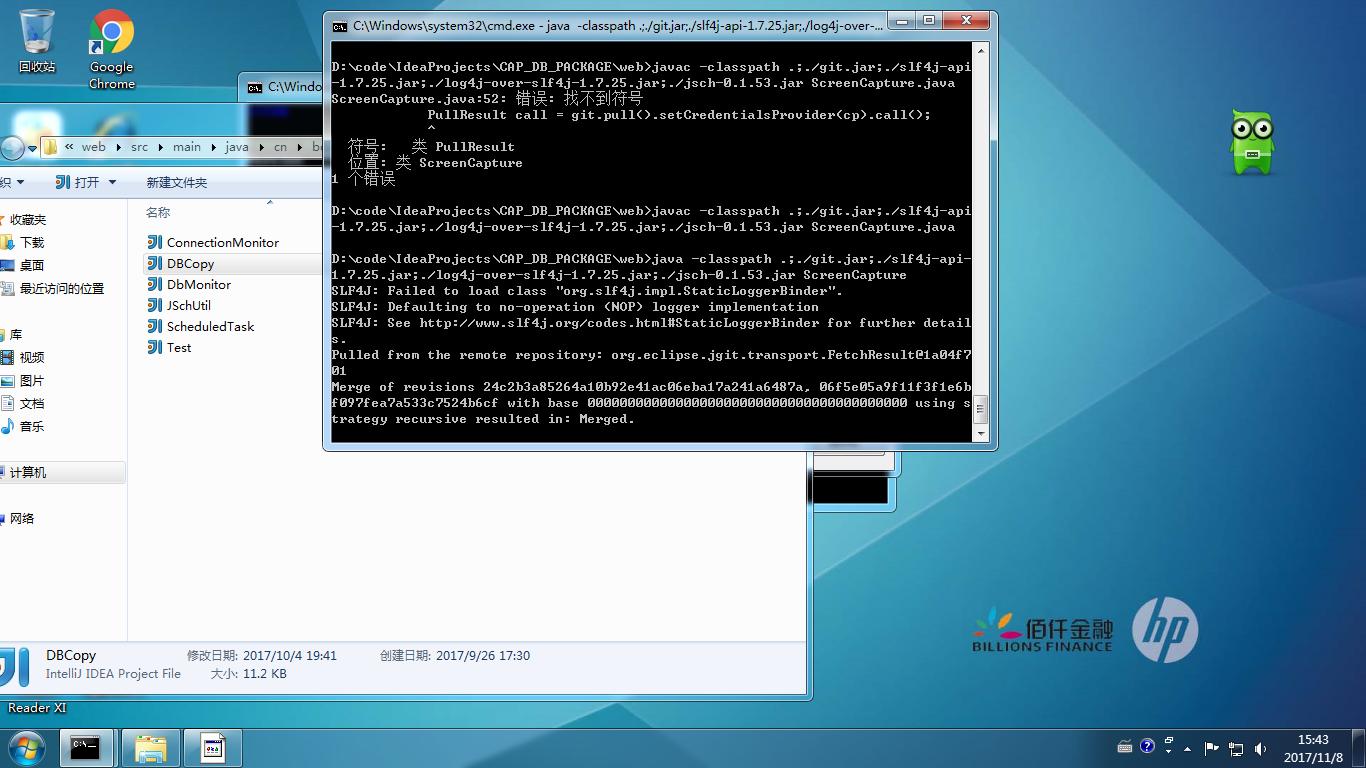 回收站
Google
Chrome
C:\Windo
C:\Windows\system32\cmd.exe - java  -classpath .;./git.jar;./slf4j-api-1.7.25.jar;./log4j-over-...
D:\code\IdeaProjects\CAP_DB_PACKAGE\web>javac -classpath .;./git.jar;./slf4j-api
-1.7.25.jar;./log4j-over-slf4j-1.7.25.jar;./jsch-0.1.53.jar ScreenCapture.java
ScreenCapture.java:52: 错误: 找不到符号
PullResult call = git.pull().setCredentialsProvider(cp).call();
^
符号:   类 PullResult
位置: 类 ScreenCapture
1 个错误
D:\code\IdeaProjects\CAP_DB_PACKAGE\web>javac -classpath .;./git.jar;./slf4j-api
-1.7.25.jar;./log4j-over-slf4j-1.7.25.jar;./jsch-0.1.53.jar ScreenCapture.java
D:\code\IdeaProjects\CAP_DB_PACKAGE\web>java -classpath .;./git.jar;./slf4j-api-
1.7.25.jar;./log4j-over-slf4j-1.7.25.jar;./jsch-0.1.53.jar ScreenCapture
SLF4J: Failed to load class "org.slf4j.impl.StaticLoggerBinder".
SLF4J: Defaulting to no-operation (NOP) logger implementation
SLF4J: See http://www.slf4j.org/codes.html#StaticLoggerBinder for further detail
s.
Pulled from the remote repository: org.eclipse.jgit.transport.FetchResult@1a04f7
01
Merge of revisions 24c2b3a85264a10b92e41ac06eba17a241a6487a, 06f5e05a9f11f3f1e6b
f097fea7a533c7524b6cf with base 0000000000000000000000000000000000000000 using s
trategy recursive resulted in: Merged.
« web ▸ src ▸ main ▸ java ▸ cn ▸ b
织 ▼ 打开 ▼ 新建文件夹
收藏夹
下载
桌面
最近访问的位置
库
视频
图片
文档
音乐
计算机
网络
名称
ConnectionMonitor
DBCopy
DbMonitor
JSchUtil
ScheduledTask
Test
DBCopy 修改日期: 2017/10/4 19:41 创建日期: 2017/9/26 17:30
IntelliJ IDEA Project File 大小: 11.2 KB
Reader XI
佰仟金融
BILLIONS FINANCE
hp
15:43
2017/11/8